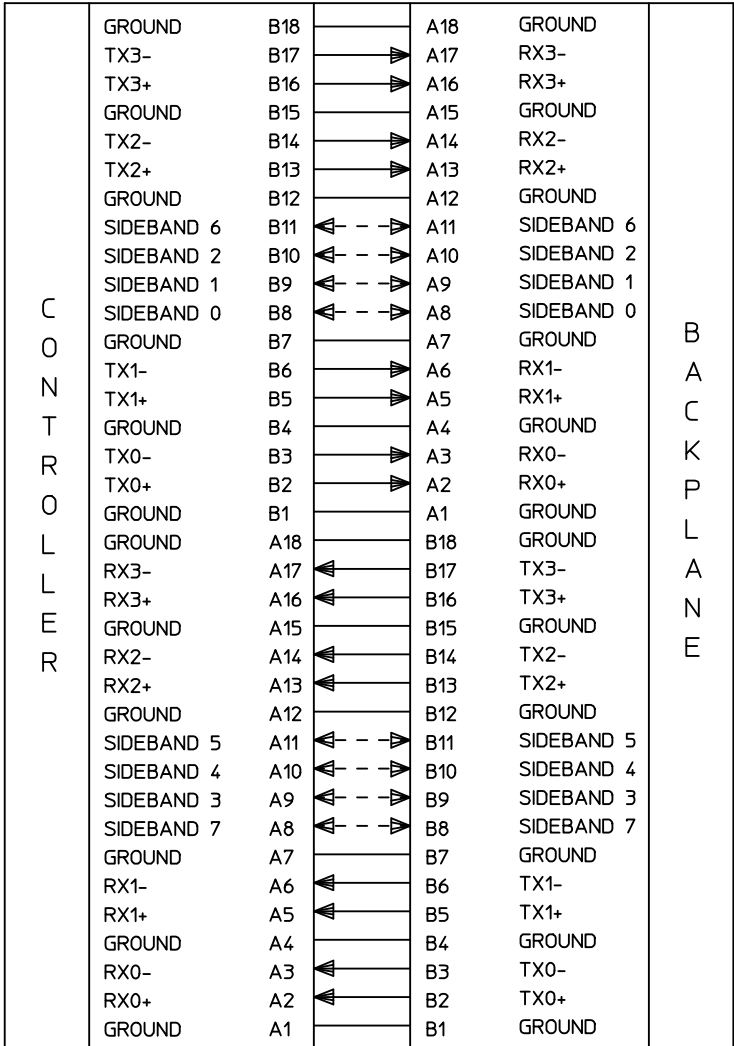 GROUND B18 A18 GROUND
TX3- B17 A17 RX3-
TX3+ B16 A16 RX3+
GROUND B15 A15 GROUND
TX2- B14 A14 RX2-
TX2+ B13 A13 RX2+
GROUND B12 A12 GROUND
SIDEBAND 6 B11 A11 SIDEBAND 6
SIDEBAND 2 B10 A10 SIDEBAND 2
SIDEBAND 1 B9 A9 SIDEBAND 1
SIDEBAND 0 B8 A8 SIDEBAND 0
GROUND B7 A7 GROUND
TX1- B6 A6 RX1-
TX1+ B5 A5 RX1+
GROUND B4 A4 GROUND
TX0- B3 A3 RX0-
TX0+ B2 A2 RX0+
GROUND B1 A1 GROUND
GROUND A18 B18 GROUND
RX3- A17 B17 TX3-
RX3+ A16 B16 TX3+
GROUND A15 B15 GROUND
RX2- A14 B14 TX2-
RX2+ A13 B13 TX2+
GROUND A12 B12 GROUND
SIDEBAND 5 A11 B11 SIDEBAND 5
SIDEBAND 4 A10 B10 SIDEBAND 4
SIDEBAND 3 A9 B9 SIDEBAND 3
SIDEBAND 7 A8 B8 SIDEBAND 7
GROUND A7 B7 GROUND
RX1- A6 B6 TX1-
RX1+ A5 B5 TX1+
GROUND A4 B4 GROUND
RX0- A3 B3 TX0-
RX0+ A2 B2 TX0+
GROUND A1 B1 GROUND
CONTROLLER
BACKPLANE